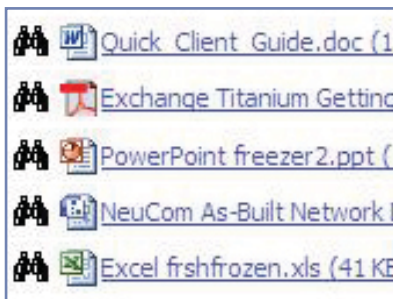 Quick Client Guide.doc (1
Exchange Titanium Getting
PowerPoint freezer2.ppt (
NeuCom As-Built Network
Excel frshfrozen.xls (41 KB